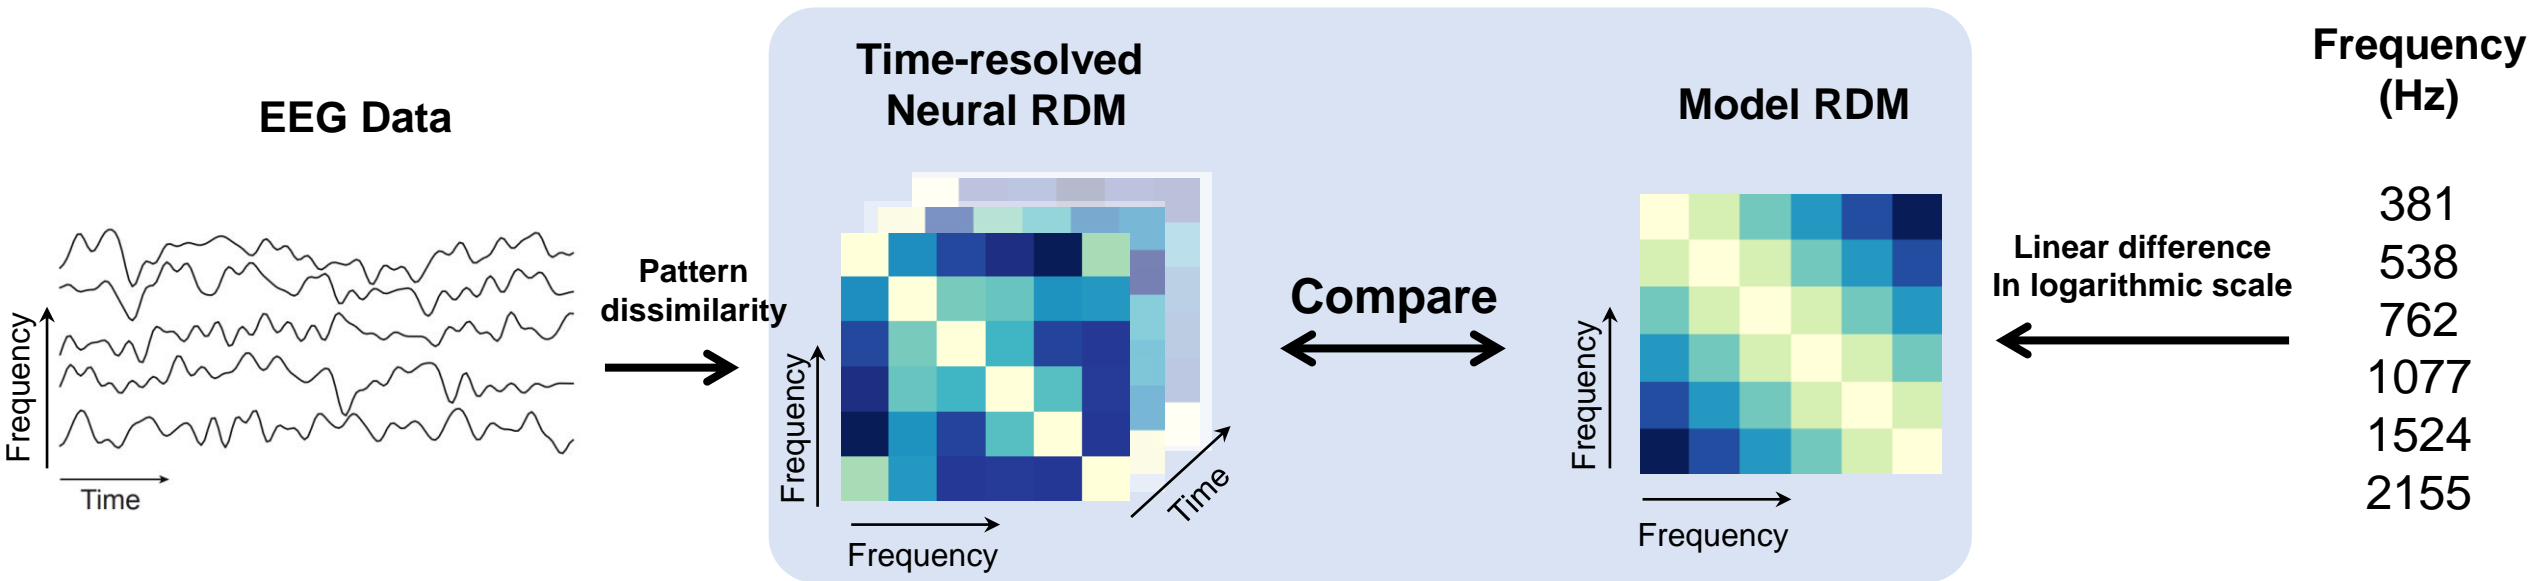 EEG Data
Frequency
Time
Pattern
dissimilarity
Time-resolved
Neural RDM
Frequency
Frequency
Time
Compare
Model RDM
Frequency
Frequency
Linear difference
In logarithmic scale
Frequency
(Hz)
381
538
762
1077
1524
2155